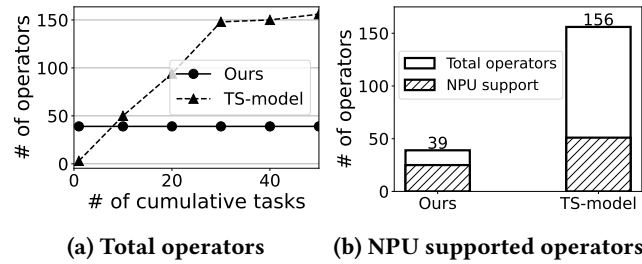 # of operators
150
100
50
0
0
20
40
# of cumulative tasks
Ours
TS-model
(a) Total operators
# of operators
150
100
50
0
Total operators
NPU support
39
156
Ours
TS-model
(b) NPU supported operators